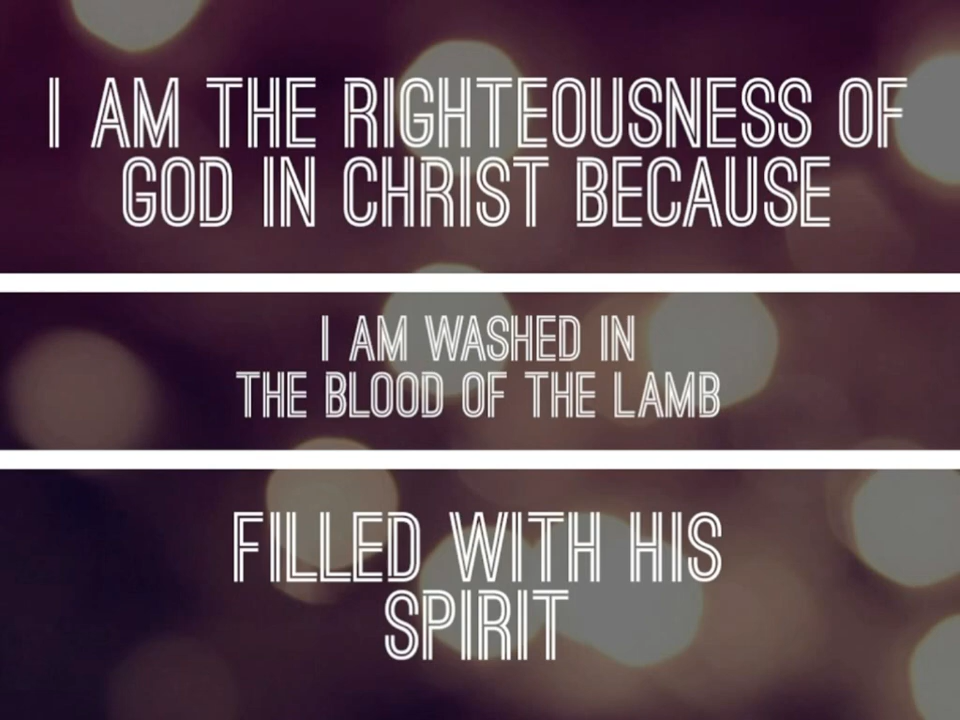 I AM THE RIGHTEOUSNESS OF
GOD IN CHRIST BECAUSE
I AM WASHED IN
THE BLOOD OF THE LAMB
FILLED WITH HIS
SPIRIT